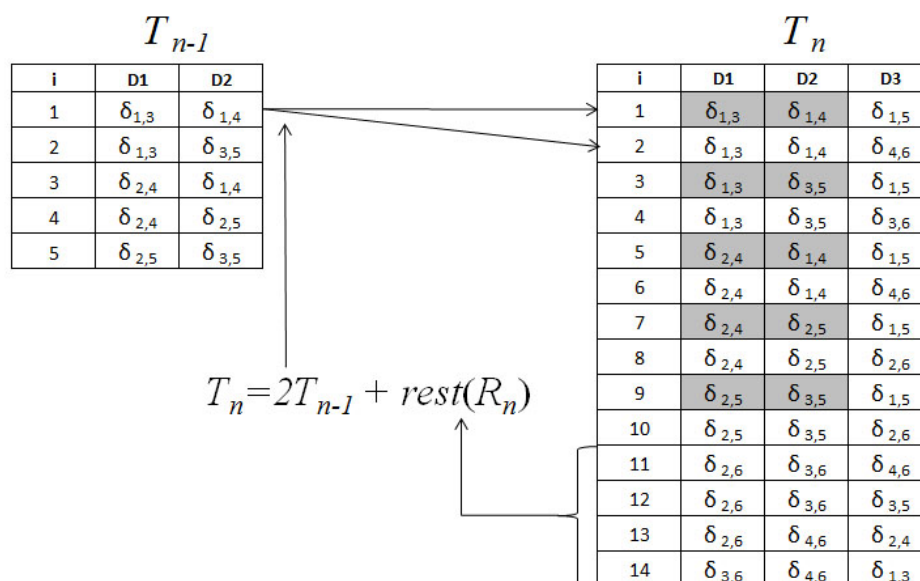 T n-1
i D1 D2
1 δ 1,3 δ 1,4
2 δ 1,3 δ 3,5
3 δ 2,4 δ 1,4
4 δ 2,4 δ 2,5
5 δ 2,5 δ 3,5
T n = 2T n-1 + rest(R n)
T n
i D1 D2 D3
1 δ 1,3 δ 1,4 δ 1,5
2 δ 1,3 δ 1,4 δ 4,6
3 δ 1,3 δ 3,5 δ 1,5
4 δ 1,3 δ 3,5 δ 3,6
5 δ 2,4 δ 1,4 δ 1,5
6 δ 2,4 δ 1,4 δ 4,6
7 δ 2,4 δ 2,5 δ 1,5
8 δ 2,4 δ 2,5 δ 2,6
9 δ 2,5 δ 3,5 δ 1,5
10 δ 2,5 δ 3,5 δ 2,6
11 δ 2,6 δ 3,6 δ 4,6
12 δ 2,6 δ 3,6 δ 3,5
13 δ 2,6 δ 4,6 δ 2,4
14 δ 3,6 δ 4,6 δ 1,3